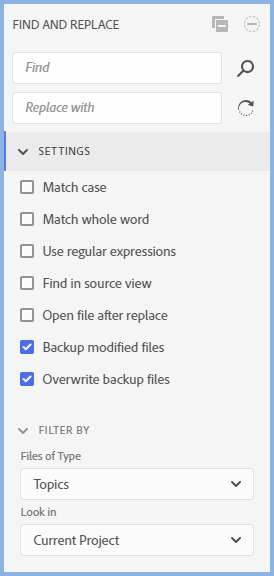 FIND AND REPLACE
Find
Replace with
SETTINGS
Match case
Match whole word
Use regular expressions
Find in source view
Open file after replace
Backup modified files
Overwrite backup files
FILTER BY
Files of Type
Topics
Look in
Current Project